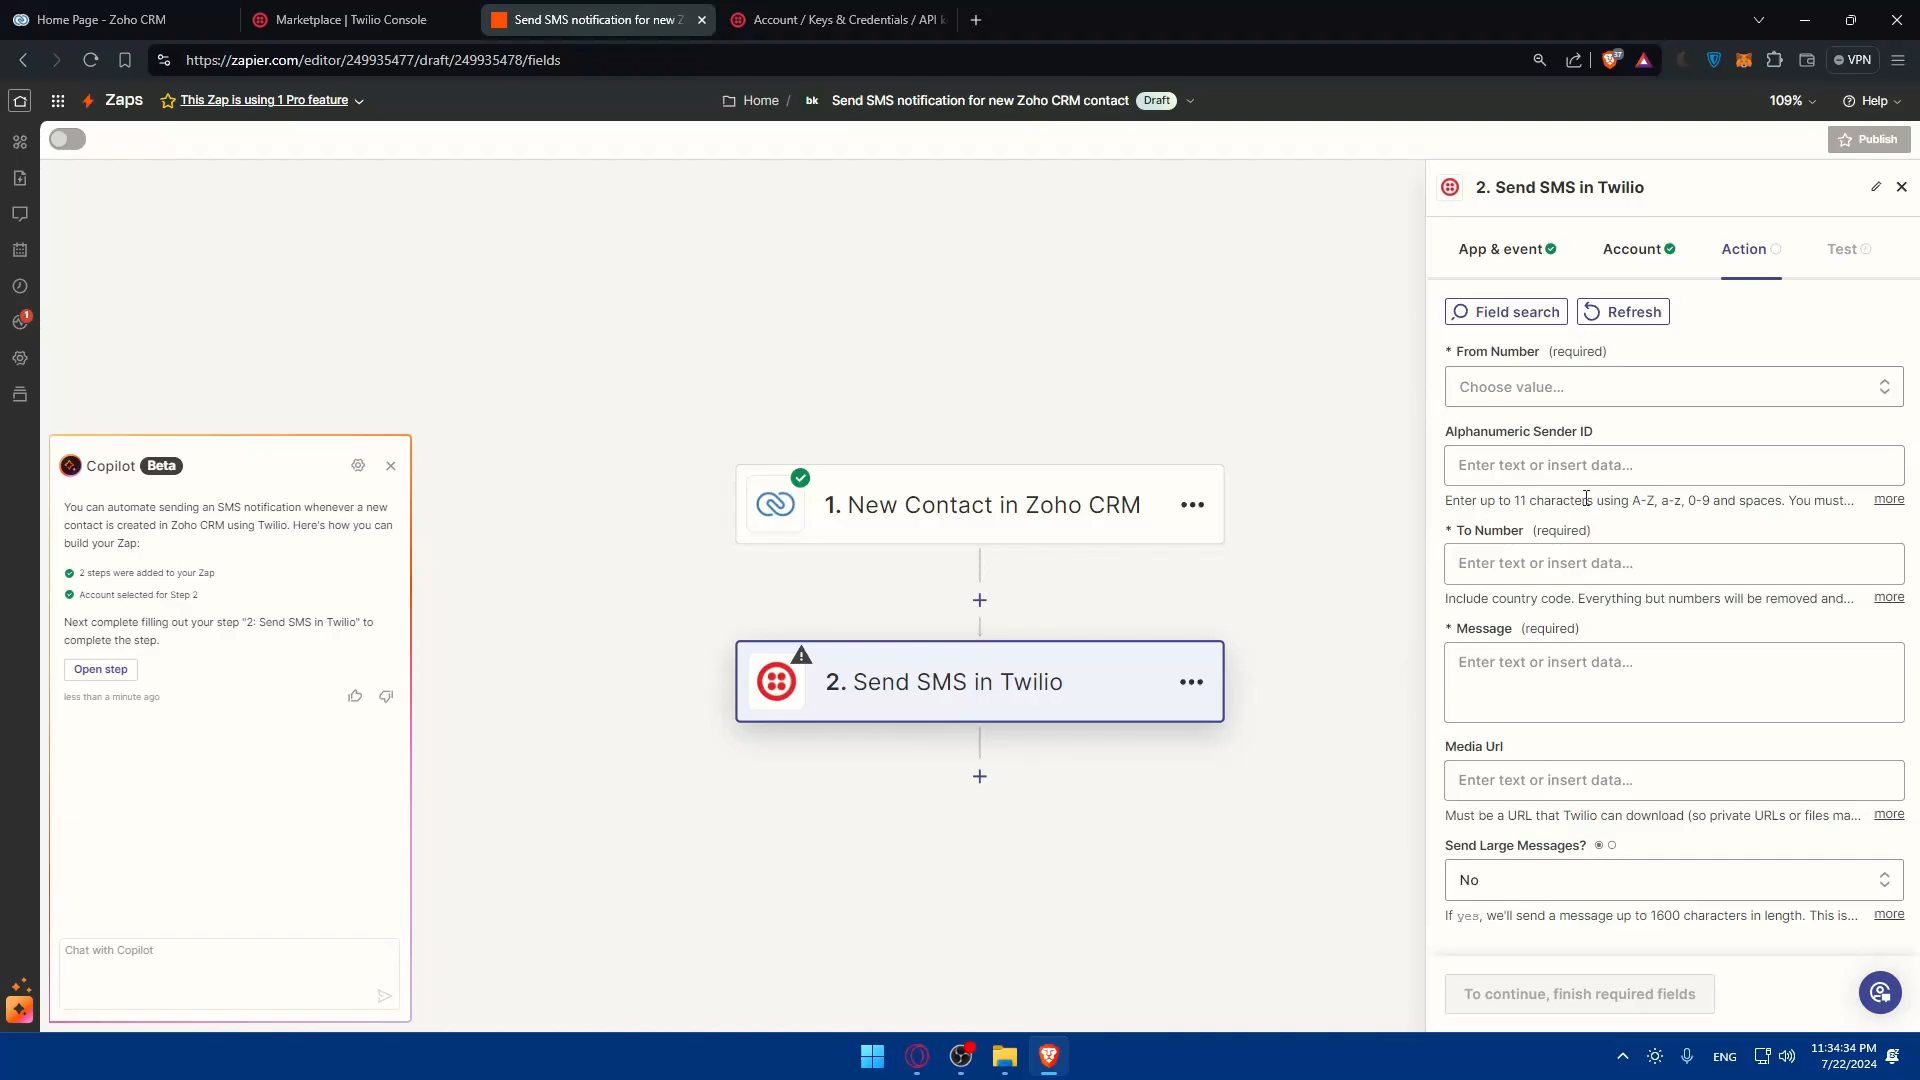 Home Page - Zoho CRM
Marketplace | Twilio Console
Send SMS notification for new Z
Account / Keys & Credentials / API k
https://zapier.com/editor/249935477/draft/249935478/fields
37
VPN
Zaps
This Zap is using 1 Pro feature
Home /
bk
Send SMS notification for new Zoho CRM contact
Draft
109%
Help
Publish
1
2. Send SMS in Twilio
App & event
Account
Action
Test
Field search
Refresh
* From Number (required)
Choose value...
Alphanumeric Sender ID
Enter text or insert data...
Enter up to 11 characters using A-Z, a-z, 0-9 and spaces. You must...
more
* To Number (required)
Enter text or insert data...
Include country code. Everything but numbers will be removed and...
more
* Message (required)
Enter text or insert data...
Media Url
Enter text or insert data...
Must be a URL that Twilio can download (so private URLs or files ma...
more
Send Large Messages?
No
If yes, we'll send a message up to 1600 characters in length. This is...
more
To continue, finish required fields
1. New Contact in Zoho CRM
2. Send SMS in Twilio
Copilot
Beta
You can automate sending an SMS notification whenever a new
contact is created in Zoho CRM using Twilio. Here's how you can
build your Zap:
2 steps were added to your Zap
Account selected for Step 2
Next complete filling out your step "2: Send SMS in Twilio" to
complete the step.
Open step
less than a minute ago
Chat with Copilot
ENG
11:34:34 PM
7/22/2024